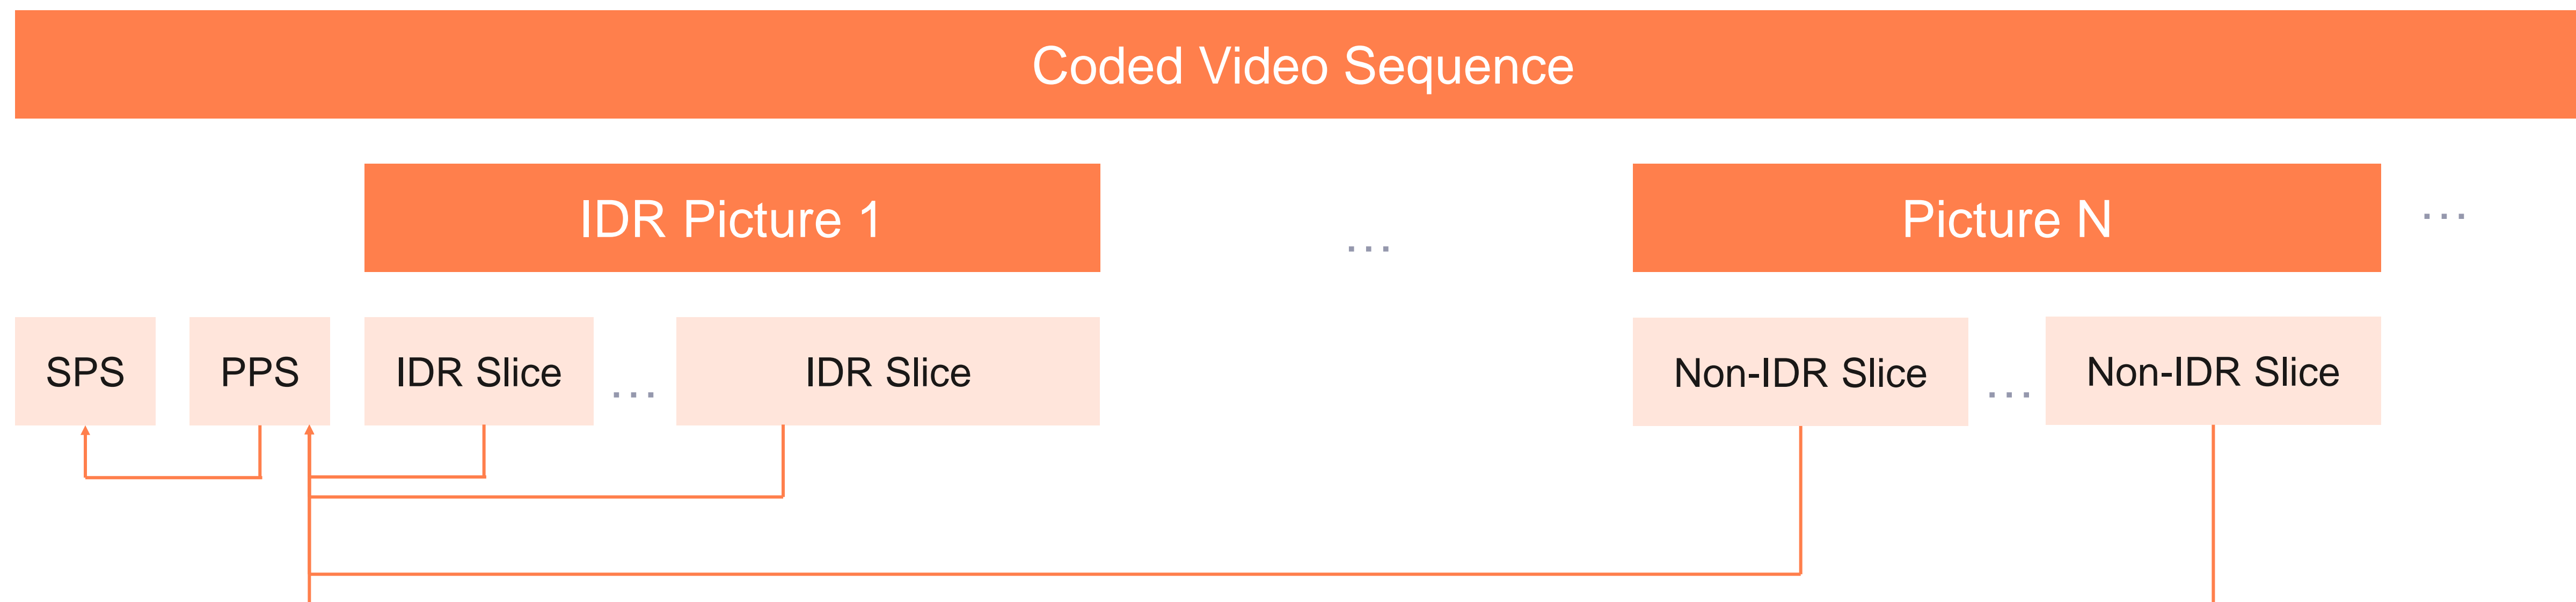 Coded Video Sequence
IDR Picture 1
...
Picture N
...
SPS
PPS
IDR Slice
...
IDR Slice
Non-IDR Slice
...
Non-IDR Slice